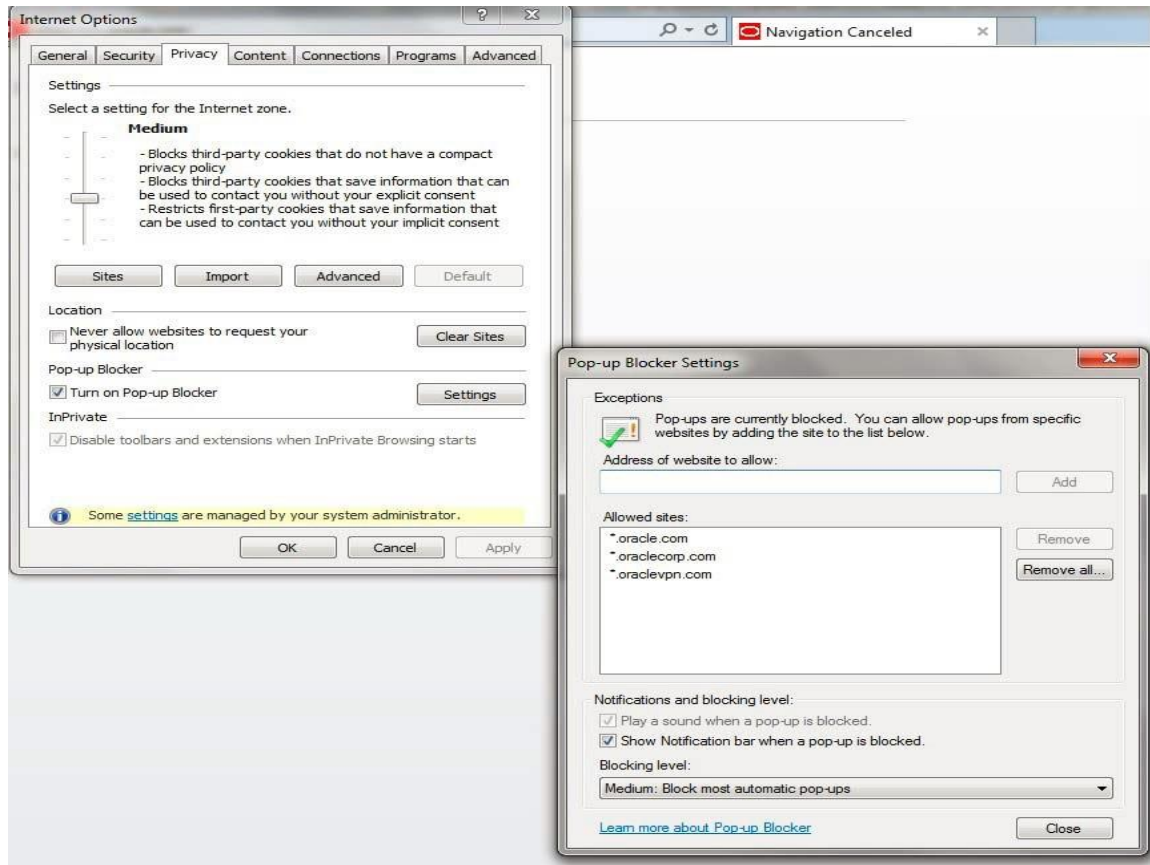 Internet Options
Navigation Canceled
General Security Privacy Content Connections Programs Advanced
Settings
Select a setting for the Internet zone.
Medium
- Blocks third-party cookies that do not have a compact
privacy policy
- Blocks third-party cookies that save information that can
be used to contact you without your explicit consent
- Restricts first-party cookies that save information that
can be used to contact you without your implicit consent
Sites Import Advanced Default
Location
Never allow websites to request your
physical location
Clear Sites
Pop-up Blocker
Turn on Pop-up Blocker
Settings
InPrivate
Disable toolbars and extensions when InPrivate Browsing starts
Some settings are managed by your system administrator.
OK Cancel Apply
Pop-up Blocker Settings
Exceptions
Pop-ups are currently blocked. You can allow pop-ups from specific
websites by adding the site to the list below.
Address of website to allow:
Add
Allowed sites:
*.oracle.com
*.oraclecorp.com
*.oraclevpn.com
Remove
Remove all...
Notifications and blocking level:
Play a sound when a pop-up is blocked.
Show Notification bar when a pop-up is blocked.
Blocking level:
Medium: Block most automatic pop-ups
Learn more about Pop-up Blocker
Close